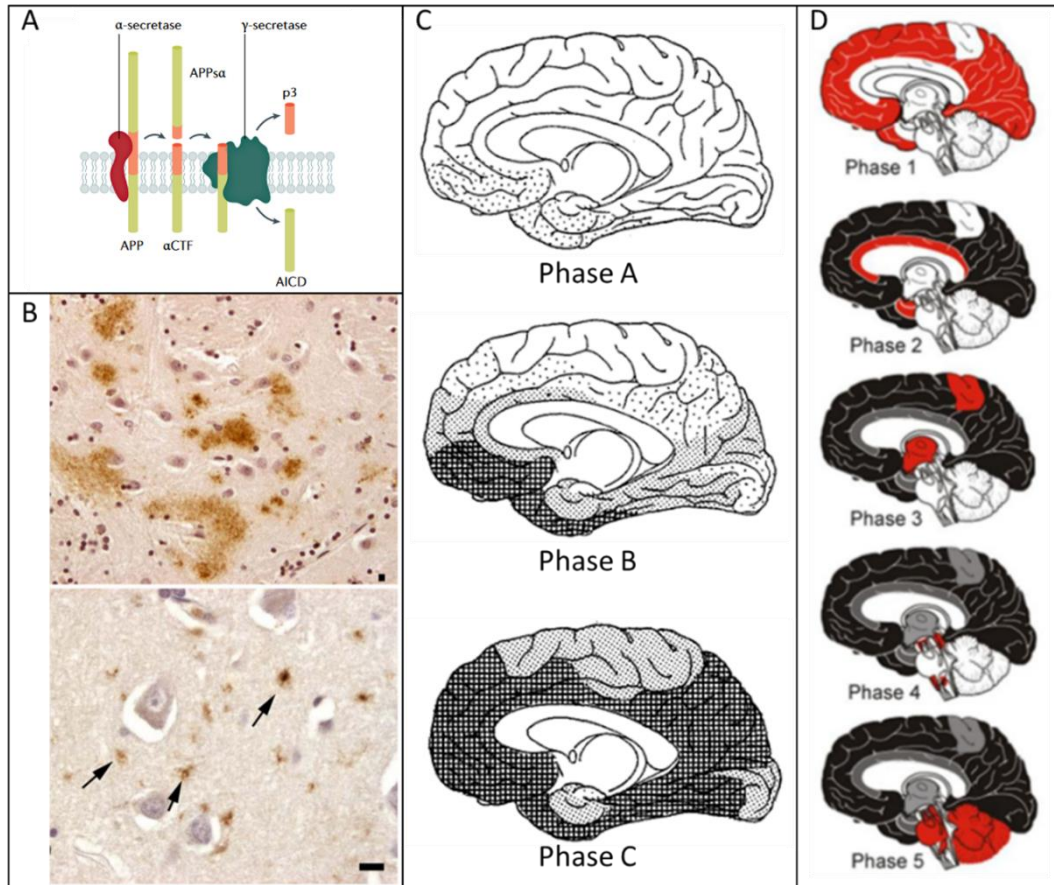 A
α-secretase
γ-secretase
APPsα
p3
APP
αCTF
AICD
B
C
Phase A
Phase B
Phase C
D
Phase 1
Phase 2
Phase 3
Phase 4
Phase 5